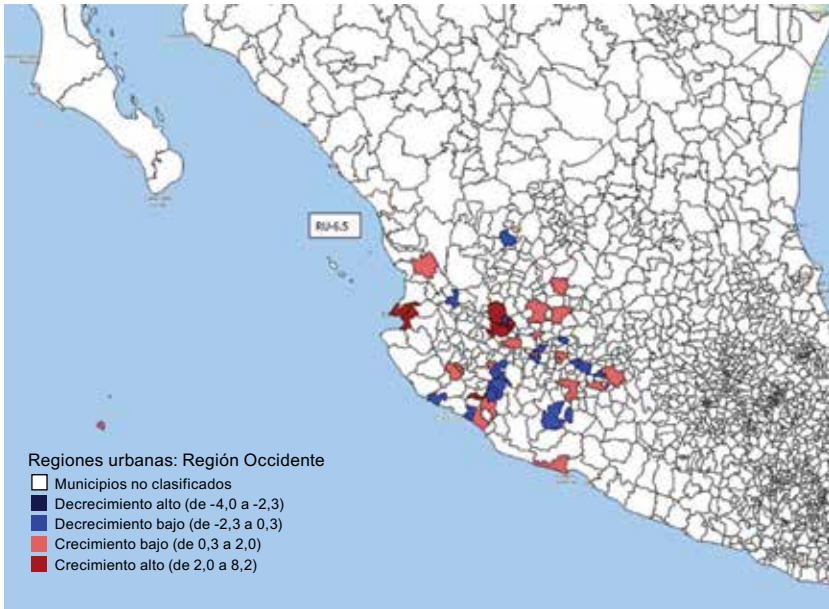 RU-6.5
Regiones urbanas: Región Occidente
Municipios no clasificados
Decrecimiento alto (de -4,0 a -2,3)
Decrecimiento bajo (de -2,3 a 0,3)
Crecimiento bajo (de 0,3 a 2,0)
Crecimiento alto (de 2,0 a 8,2)